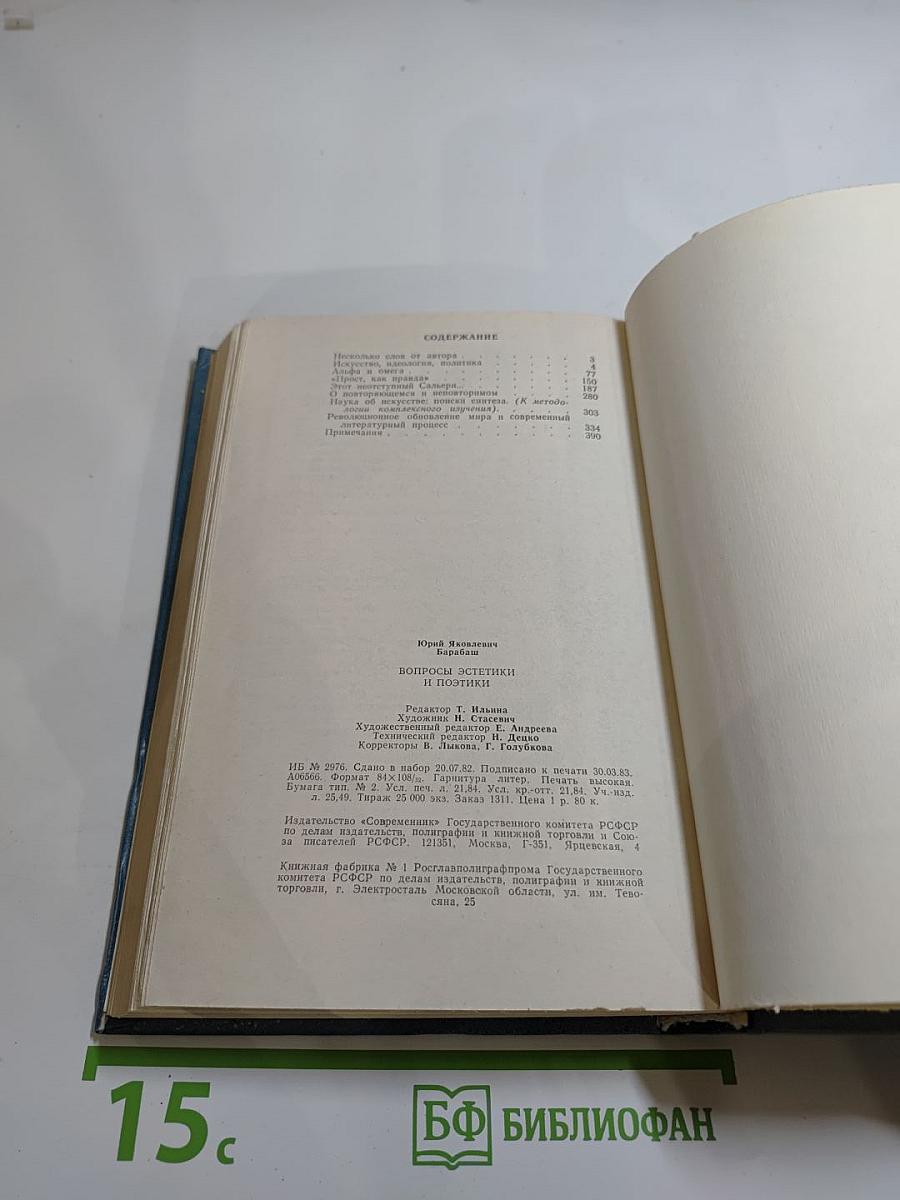 СОДЕРЖАНИЕ
Несколько слов от автора . . . . . . 3
Искусство, идеология, политика . . . . . 4
Альфа и омега . . . . . . . . 77
«Прост, как правда» . . . . . . . 150
Этот неотступный Сальери... . . . . . 187
О повторяющемся и неповторимом . . . . 280
Наука об искусстве: поиски синтеза. (К методо-
логии комплексного изучения). . . . . 303
Революционное обновление мира и современный
литературный процесс . . . . . . 334
Примечания . . . . . . . . . 390
Юрий Яковлевич
Барабаш
ВОПРОСЫ ЭСТЕТИКИ
И ПОЭТИКИ
Редактор Т. Ильина
Художник Н. Стасевич
Художественный редактор Е. Андреева
Технический редактор Н. Децко
Корректоры В. Лыкова, Г. Голубкова
ИБ № 2976. Сдано в набор 20.07.82. Подписано к печати 30.03.83.
А06566. Формат 84×108/32. Гарнитура литер. Печать высокая.
Бумага тип. № 2. Усл. печ. л. 21,84. Усл. кр.-отт. 21,84. Уч.-изд.
л. 25,49. Тираж 25 000 экз. Заказ 1311. Цена 1 р. 80 к.
Издательство «Современник» Государственного комитета РСФСР
по делам издательств, полиграфии и книжной торговли и Сою-
за писателей РСФСР. 121351, Москва, Г-351, Ярцевская, 4
Книжная фабрика № 1 Росглавполиграфпрома Государственного
комитета РСФСР по делам издательств, полиграфии и книжной
торговли, г. Электросталь Московской области, ул. им. Тево-
сяна, 25
15 с
БФ БИБЛИОФАН